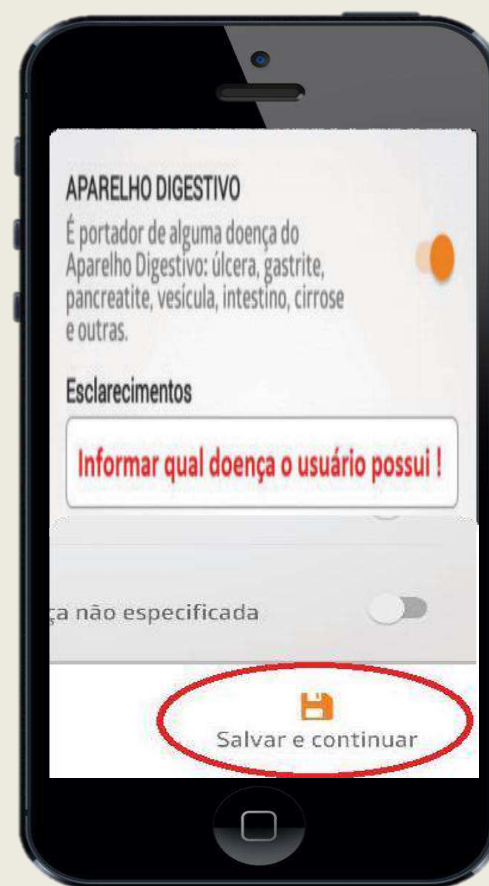 APARELHO DIGESTIVO
É portador de alguma doença do
Aparelho Digestivo: úlcera, gastrite,
pancreatite, vesícula, intestino, cirrose
e outras.
Esclarecimentos
Informar qual doença o usuário possui !
ça não especificada
Salvar e continuar